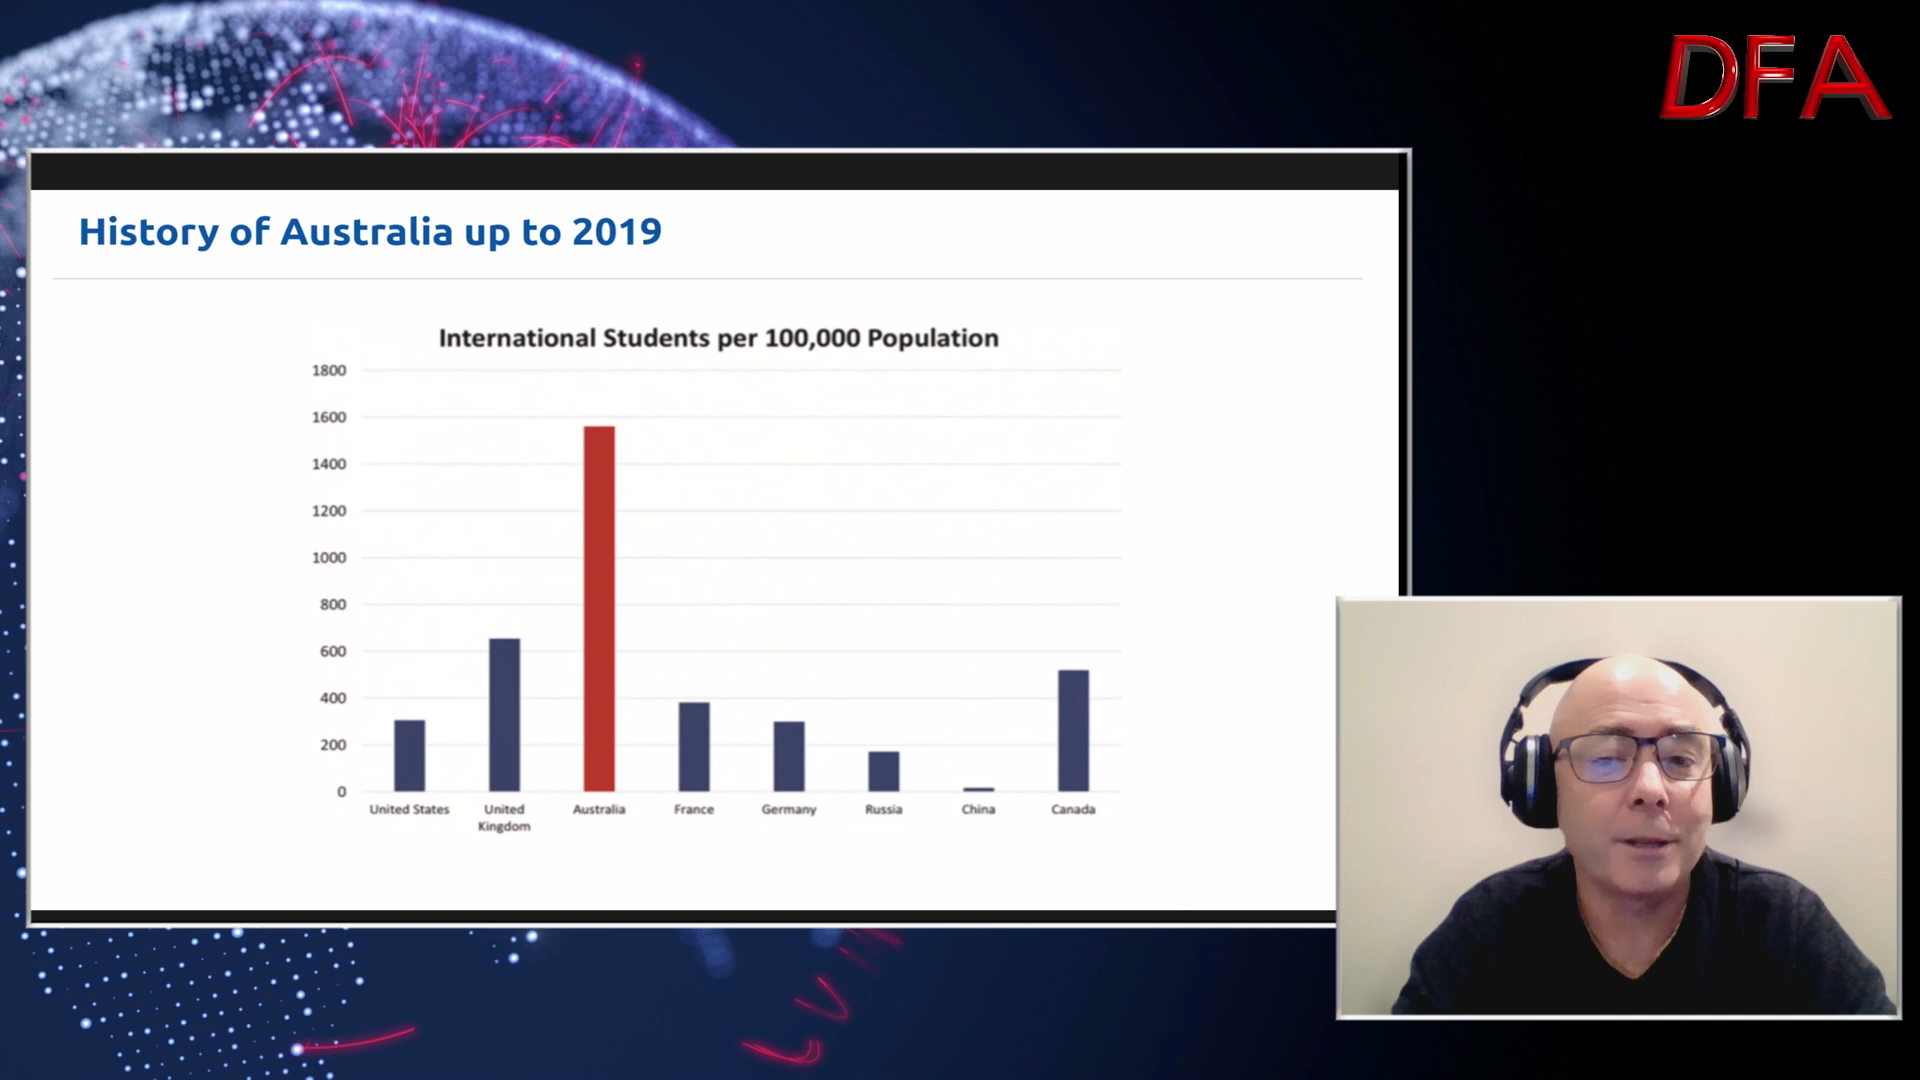 DFA
History of Australia up to 2019
International Students per 100,000 Population
1800
1600
1400
1200
1000
800
600
400
200
0
United States
United Kingdom
Australia
France
Germany
Russia
China
Canada